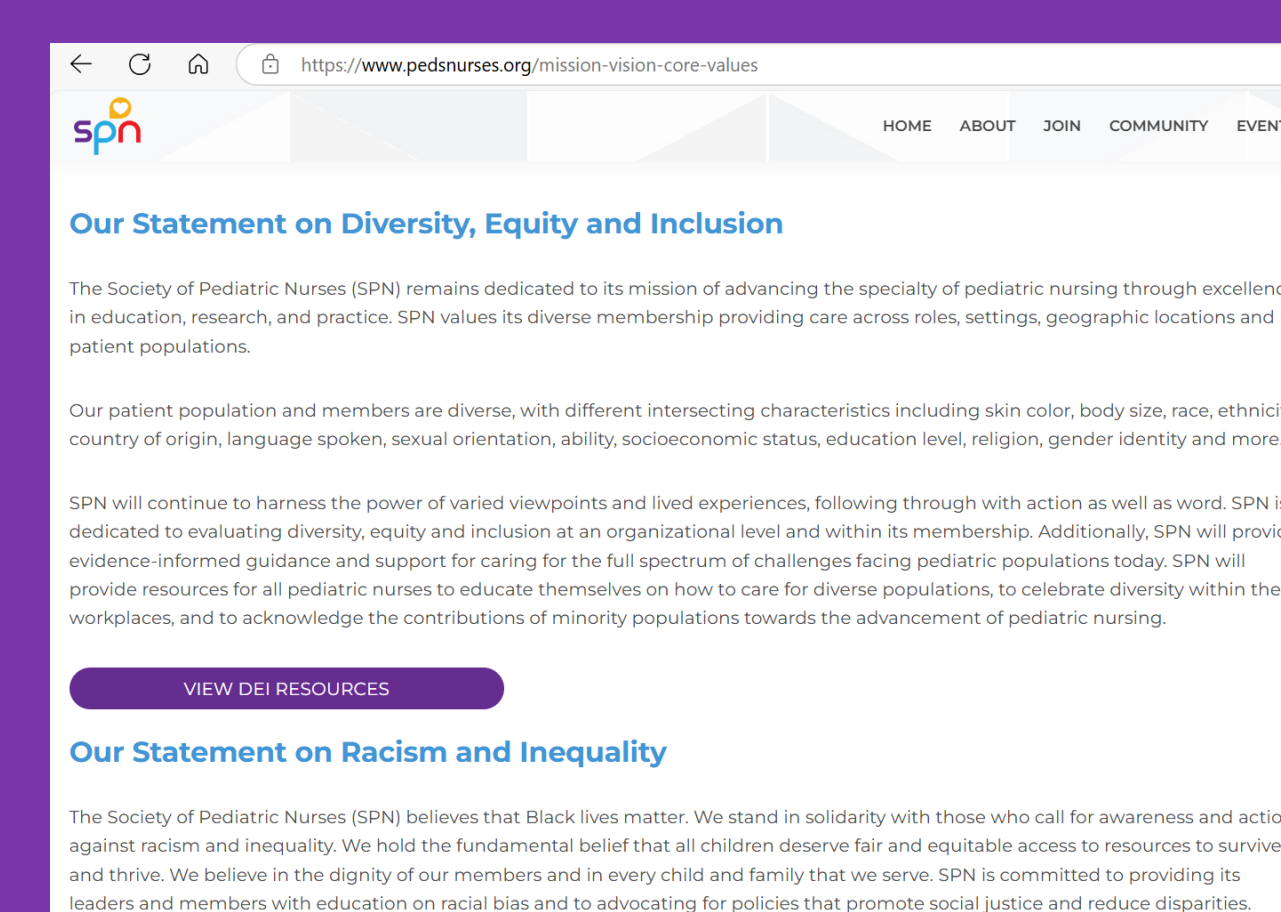 https://www.pedsnurses.org/mission-vision-core-values
spn
HOME ABOUT JOIN COMMUNITY
Our Statement on Diversity, Equity and Inclusion
The Society of Pediatric Nurses (SPN) remains dedicated to its mission of advancing the specialty of pediatric nursing through
in education, research, and practice. SPN values its diverse membership providing care across roles, settings, geographic locations and
patient populations.
Our patient population and members are diverse, with different intersecting characteristics including skin color, body size, race,
country of origin, language spoken, sexual orientation, ability, socioeconomic status, education level, religion, gender identity and more.
SPN will continue to harness the power of varied viewpoints and lived experiences, following through with action as well as word. SPN
dedicated to evaluating diversity, equity and inclusion at an organizational level and within its membership. Additionally, SPN will
evidence-informed guidance and support for caring for the full spectrum of challenges facing pediatric populations today. SPN will
provide resources for all pediatric nurses to educate themselves on how to care for diverse populations, to celebrate diversity within
workplaces, and to acknowledge the contributions of minority populations towards the advancement of pediatric nursing.
VIEW DEI RESOURCES
Our Statement on Racism and Inequality
The Society of Pediatric Nurses (SPN) believes that Black lives matter. We stand in solidarity with those who call for awareness and
against racism and inequality. We hold the fundamental belief that all children deserve fair and equitable access to resources to survive
and thrive. We believe in the dignity of our members and in every child and family that we serve. SPN is committed to providing its
leaders and members with education on racial bias and to advocating for policies that promote social justice and reduce disparities.